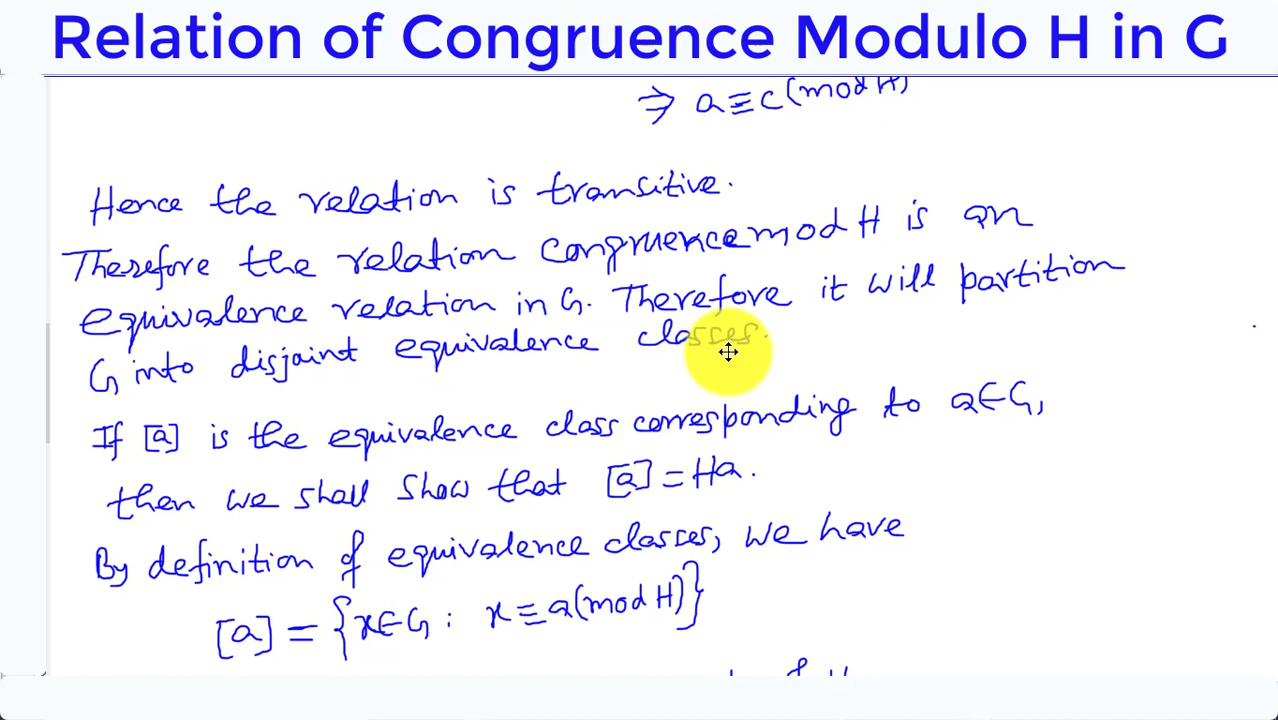 Relation of Congruence Modulo H in G
⇒ a≡c(mod H)
Hence the relation is transitive.
Therefore the relation congruence mod H is an
equivalence relation in G. Therefore it will partition
G into disjoint equivalence classes.
If [a] is the equivalence class corresponding to a∈G,
then we shall show that [a]=Ha.
By definition of equivalence classes, we have
[a] = {x∈G : x≡a(mod H)}